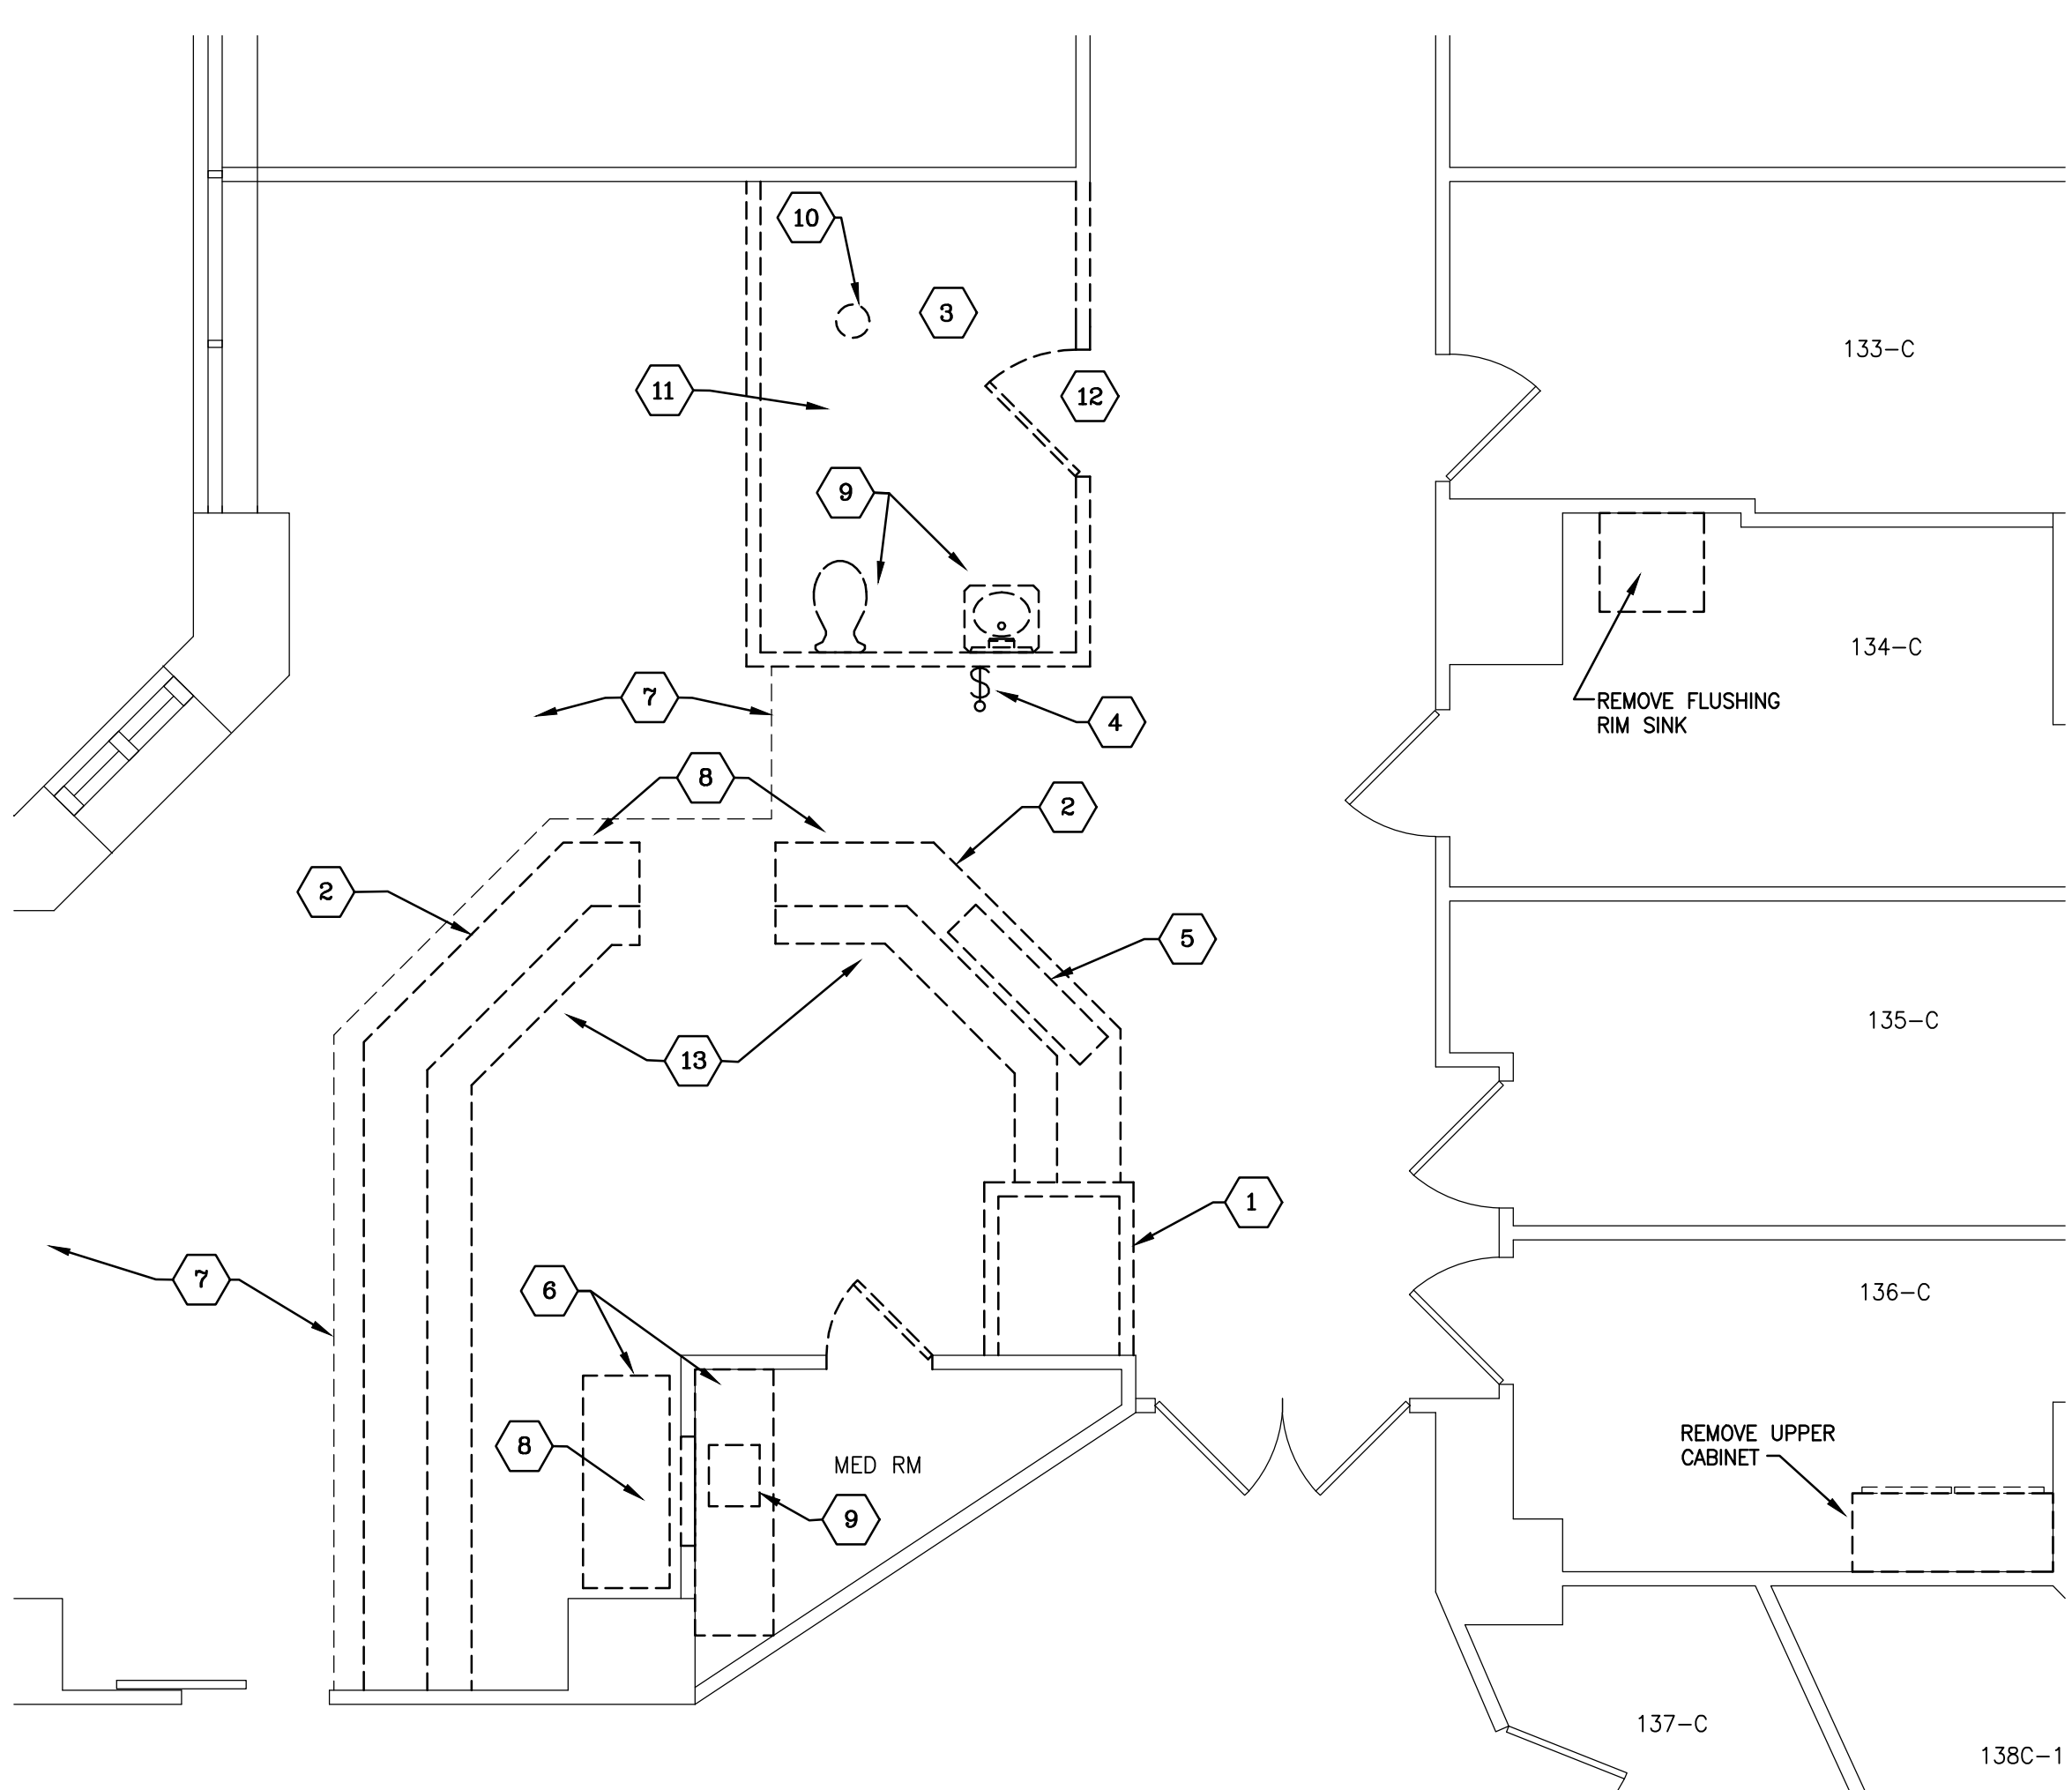 10
3
133-C
11
12
9
134-C
7
4
REMOVE FLUSHING
RIM SINK
8
2
2
5
135-C
13
1
7
6
136-C
8
MED RM
REMOVE UPPER
CABINET
9
137-C
138C-1